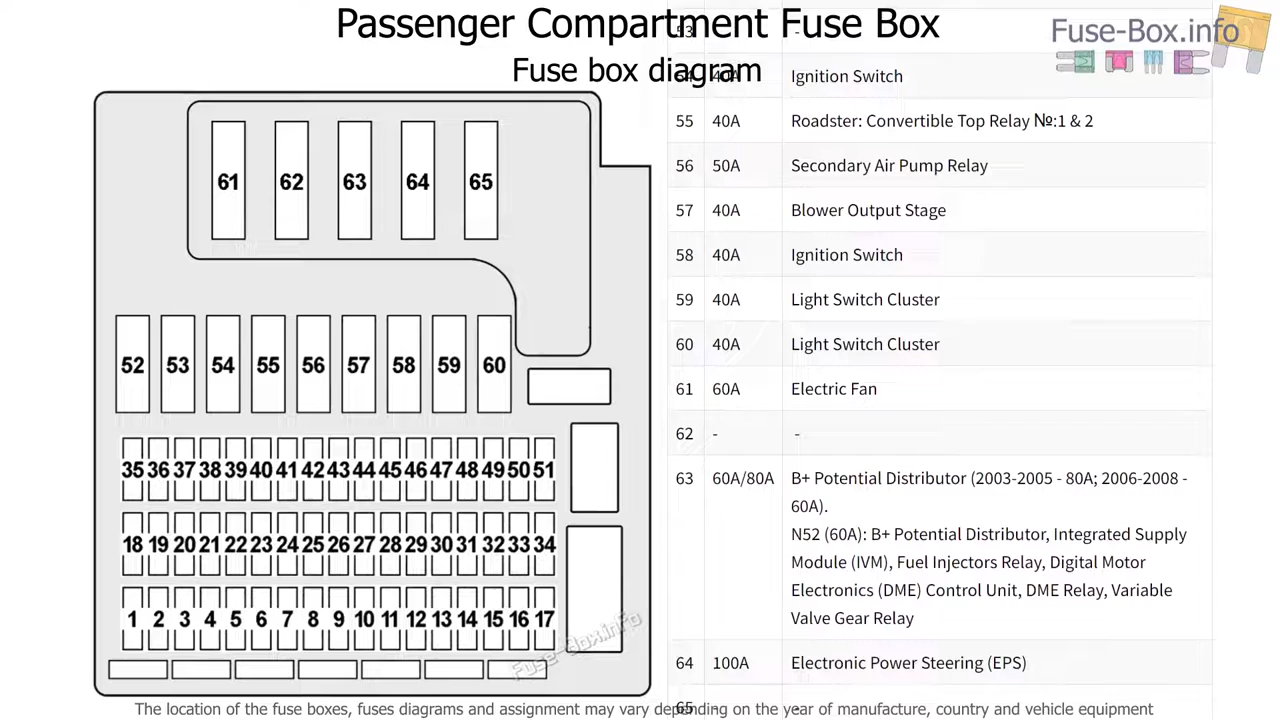 Passenger Compartment Fuse Box
Fuse box diagram
Fuse-Box.info
61 62 63 64 65
52 53 54 55 56 57 58 59 60
35 36 37 38 39 40 41 42 43 44 45 46 47 48 49 50 51
18 19 20 21 22 23 24 25 26 27 28 29 30 31 32 33 34
1 2 3 4 5 6 7 8 9 10 11 12 13 14 15 16 17
Fuse-Box.info
53 -
54 40A Ignition Switch
55 40A Roadster: Convertible Top Relay №:1 & 2
56 50A Secondary Air Pump Relay
57 40A Blower Output Stage
58 40A Ignition Switch
59 40A Light Switch Cluster
60 40A Light Switch Cluster
61 60A Electric Fan
62 - -
63 60A/80A B+ Potential Distributor (2003-2005 - 80A; 2006-2008 -
60A).
N52 (60A): B+ Potential Distributor, Integrated Supply
Module (IVM), Fuel Injectors Relay, Digital Motor
Electronics (DME) Control Unit, DME Relay, Variable
Valve Gear Relay
64 100A Electronic Power Steering (EPS)
65 - -
The location of the fuse boxes, fuses diagrams and assignment may vary depending on the year of manufacture, country and vehicle equipment